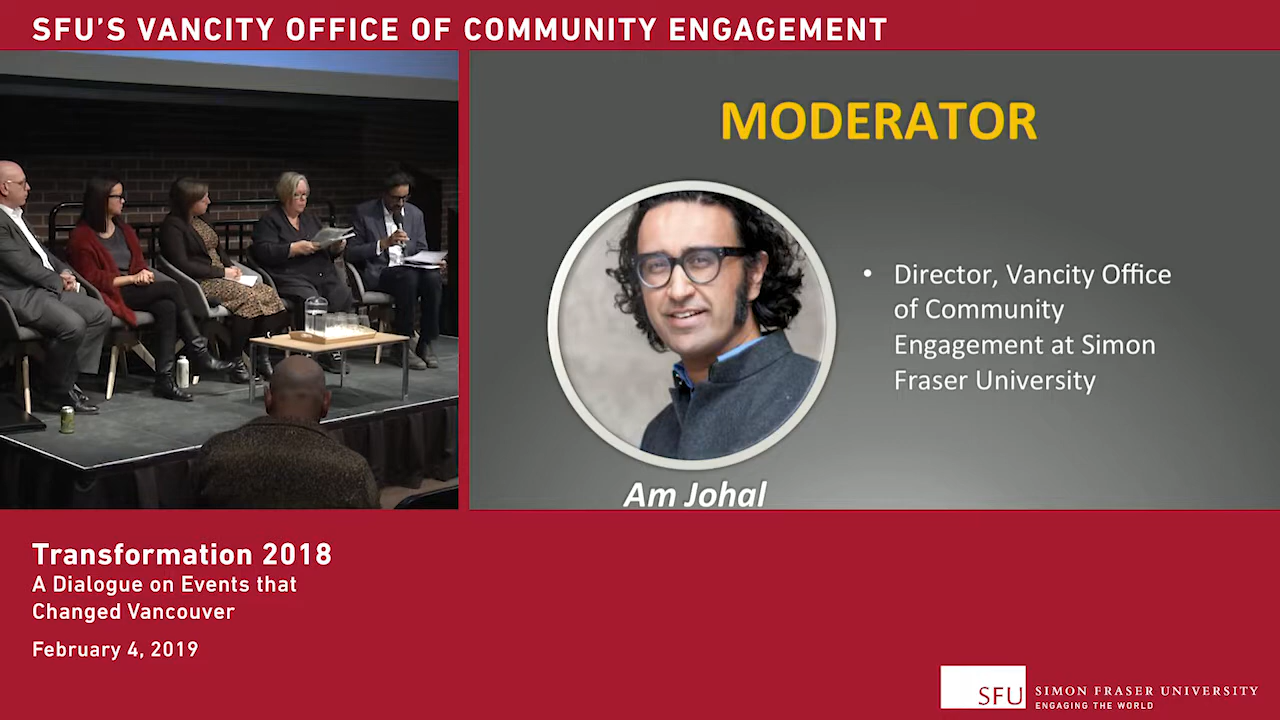 SFU'S VANCITY OFFICE OF COMMUNITY ENGAGEMENT
MODERATOR
• Director, Vancity Office
of Community
Engagement at Simon
Fraser University
Am Johal
Transformation 2018
A Dialogue on Events that
Changed Vancouver
February 4, 2019
SFU
SIMON FRASER UNIVERSITY
ENGAGING THE WORLD